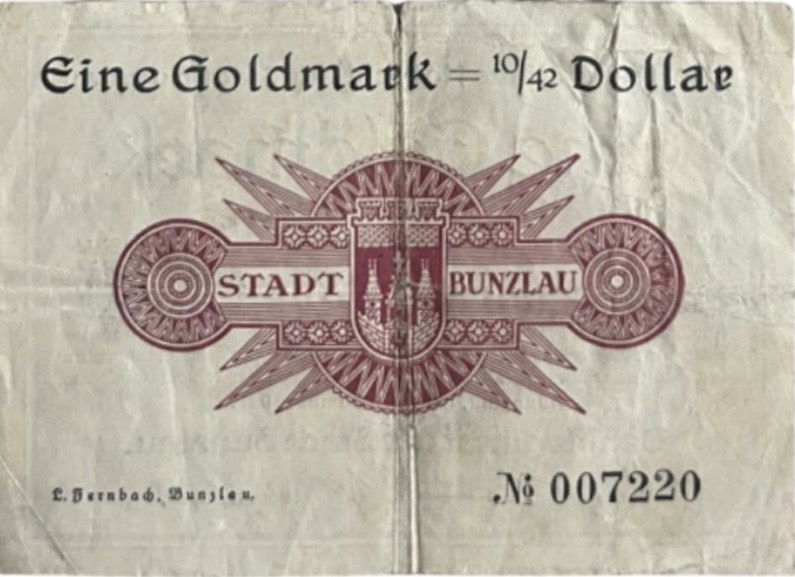 Eine Goldmark = 10/42 Dollar
STADT BUNZLAU
L. Fernbach, Bunzlau.
№ 007220